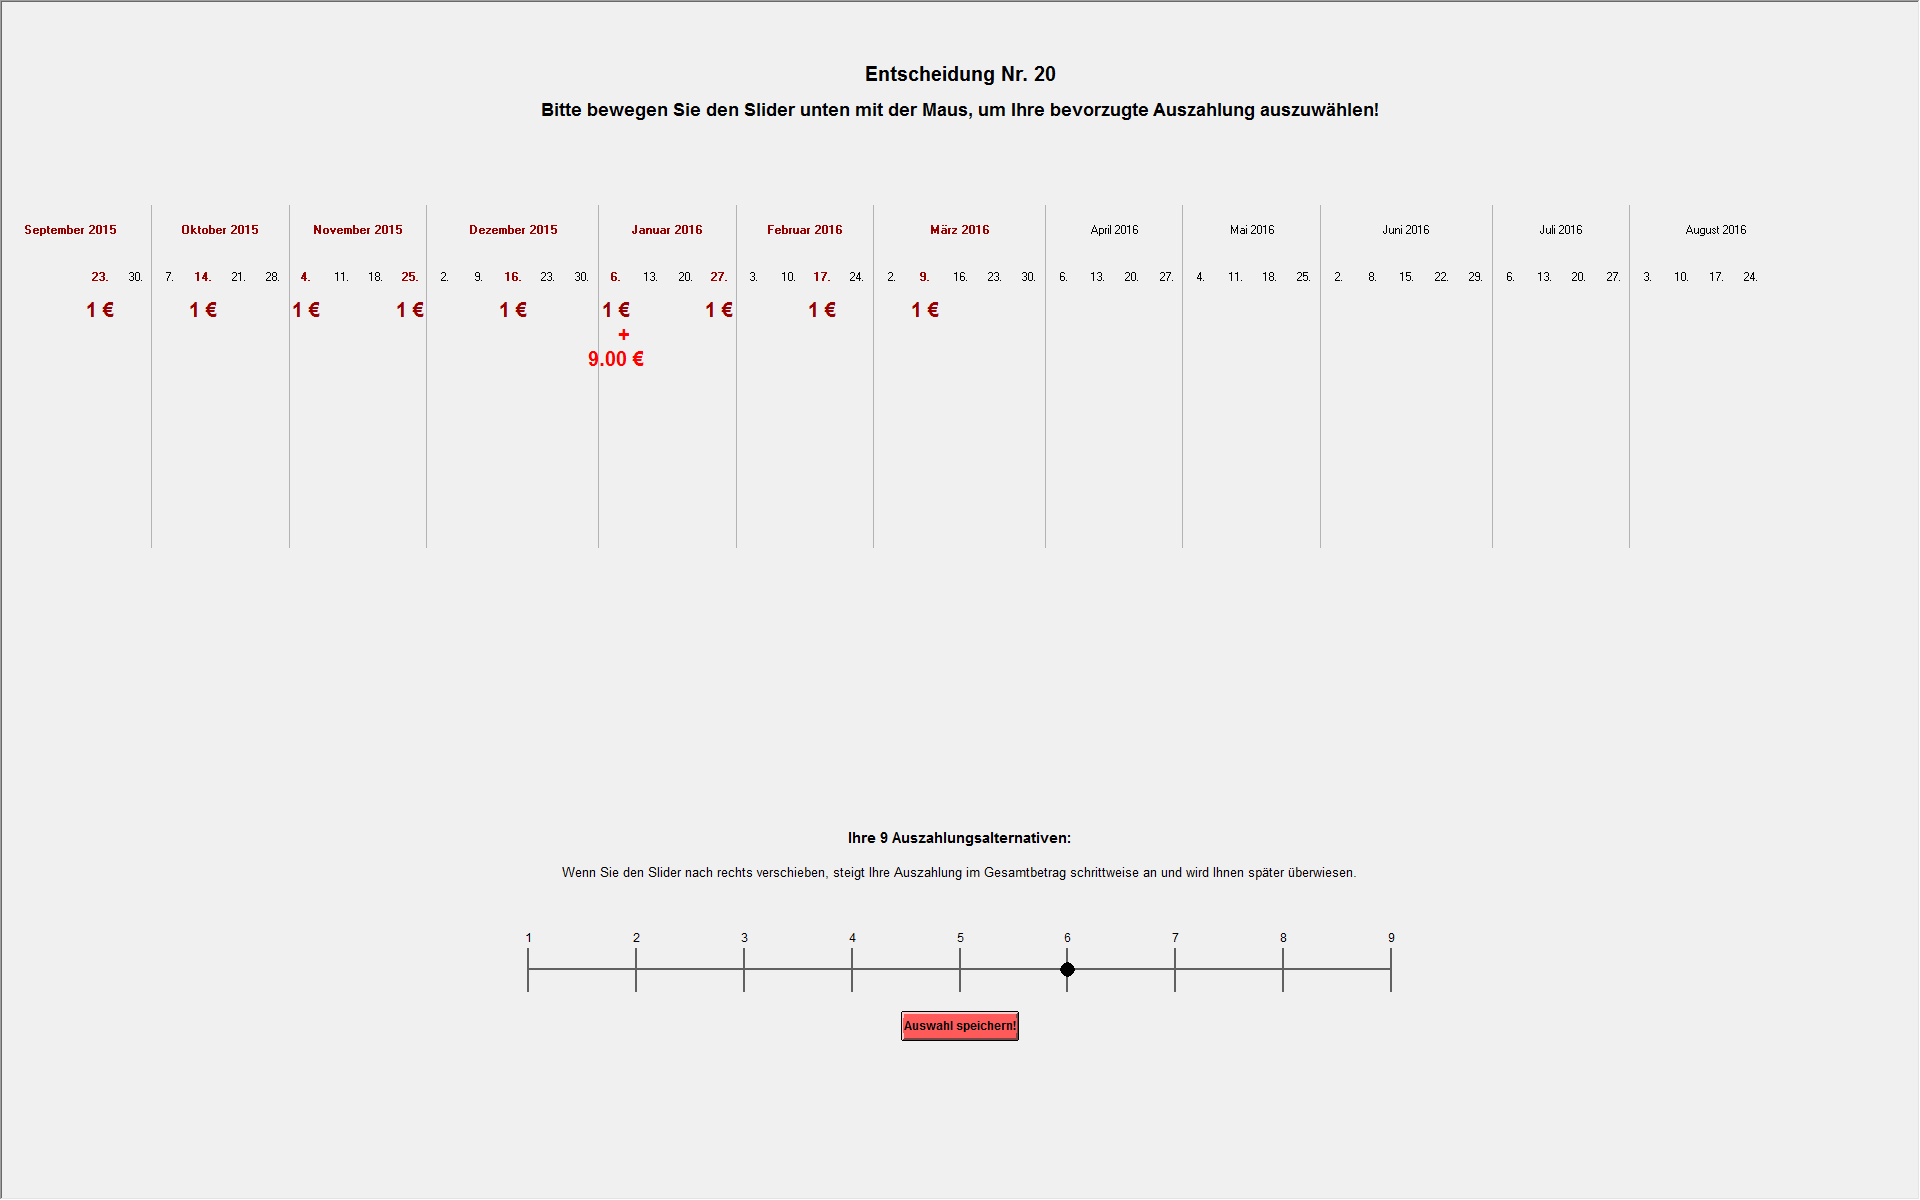 Entscheidung Nr. 20
Bitte bewegen Sie den Slider unten mit der Maus, um Ihre bevorzugte Auszahlung auszuwählen!
September 2015 Oktober 2015 November 2015 Dezember 2015 Januar 2016 Februar 2016 März 2016 April 2016 Mai 2016 Juni 2016 Juli 2016 August 2016
23. 30. 7. 14. 21. 28. 4. 11. 18. 25. 2. 9. 16. 23. 30. 6. 13. 20. 27. 3. 10. 17. 24. 2. 9. 16. 23. 30. 6. 13. 20. 27. 4. 11. 18. 25. 2. 8. 15. 22. 29. 6. 13. 20. 27. 3. 10. 17. 24.
1 € 1 € 1 € 1 € 1 € 1 € 1 € 1 € 1 €
+
9.00 €
Ihre 9 Auszahlungsalternativen:
Wenn Sie den Slider nach rechts verschieben, steigt Ihre Auszahlung im Gesamtbetrag schrittweise an und wird Ihnen später überwiesen.
1 2 3 4 5 6 7 8 9
Auswahl speichern!